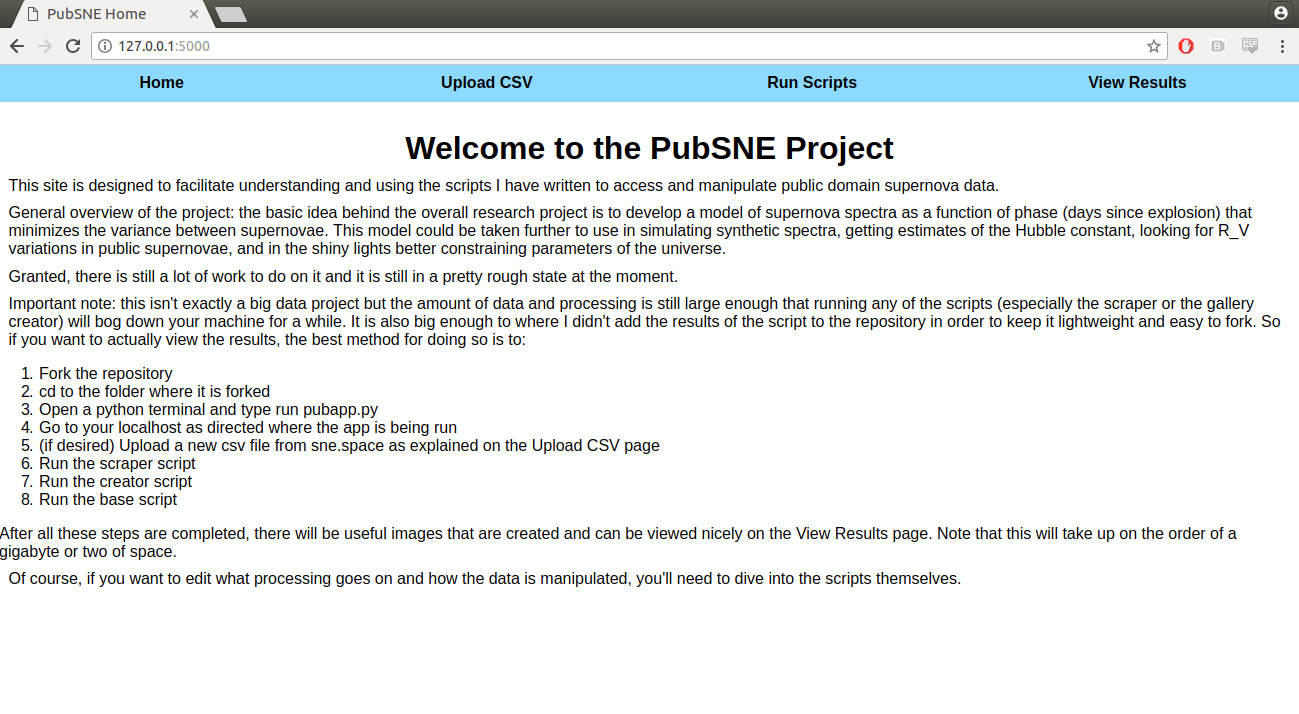 PubSNE Home
127.0.0.1:5000
Home Upload CSV Run Scripts View Results
Welcome to the PubSNE Project
This site is designed to facilitate understanding and using the scripts I have written to access and manipulate public domain supernova data.
General overview of the project: the basic idea behind the overall research project is to develop a model of supernova spectra as a function of phase (days since explosion) that
minimizes the variance between supernovae. This model could be taken further to use in simulating synthetic spectra, getting estimates of the Hubble constant, looking for R_V
variations in public supernovae, and in the shiny lights better constraining parameters of the universe.
Granted, there is still a lot of work to do on it and it is still in a pretty rough state at the moment.
Important note: this isn't exactly a big data project but the amount of data and processing is still large enough that running any of the scripts (especially the scraper or the gallery
creator) will bog down your machine for a while. It is also big enough to where I didn't add the results of the script to the repository in order to keep it lightweight and easy to fork. So
if you want to actually view the results, the best method for doing so is to:
1. Fork the repository
2. cd to the folder where it is forked
3. Open a python terminal and type run pubapp.py
4. Go to your localhost as directed where the app is being run
5. (if desired) Upload a new csv file from sne.space as explained on the Upload CSV page
6. Run the scraper script
7. Run the creator script
8. Run the base script
After all these steps are completed, there will be useful images that are created and can be viewed nicely on the View Results page. Note that this will take up on the order of a
gigabyte or two of space.
Of course, if you want to edit what processing goes on and how the data is manipulated, you'll need to dive into the scripts themselves.